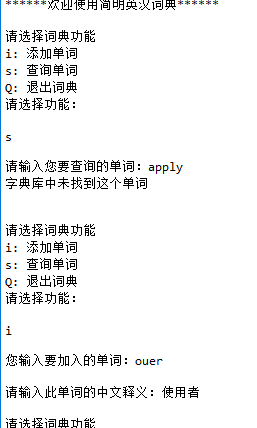 ******欢迎使用简明英汉词典******
请选择词典功能
i: 添加单词
s: 查询单词
Q: 退出词典
请选择功能:
s
请输入您要查询的单词: apply
字典库中未找到这个单词
请选择词典功能
i: 添加单词
s: 查询单词
Q: 退出词典
请选择功能:
i
您输入要加入的单词: ouer
请输入此单词的中文释义: 使用者
请选择词典功能